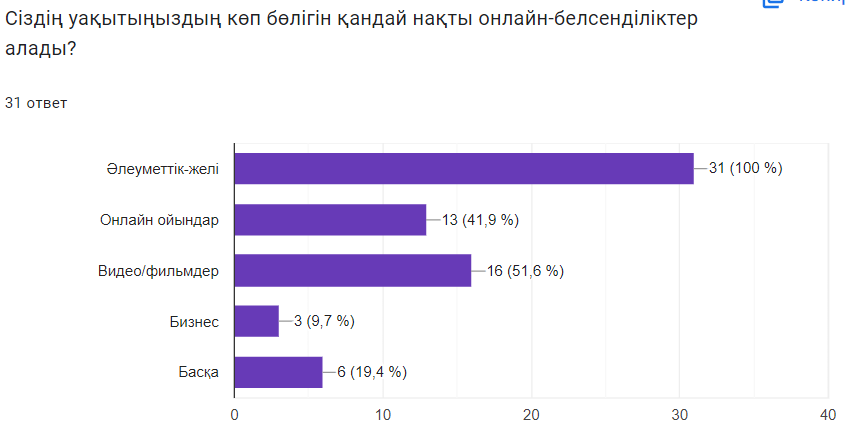 Сіздің уақытыңыздың көп бөлігін қандай нақты онлайн-белсенділіктер
алады?
31 ответ
Әлеуметтік-желі
31 (100 %)
Онлайн ойындар
13 (41,9 %)
Видео/фильмдер
16 (51,6 %)
Бизнес
3 (9,7 %)
Басқа
6 (19,4 %)
0
10
20
30
40